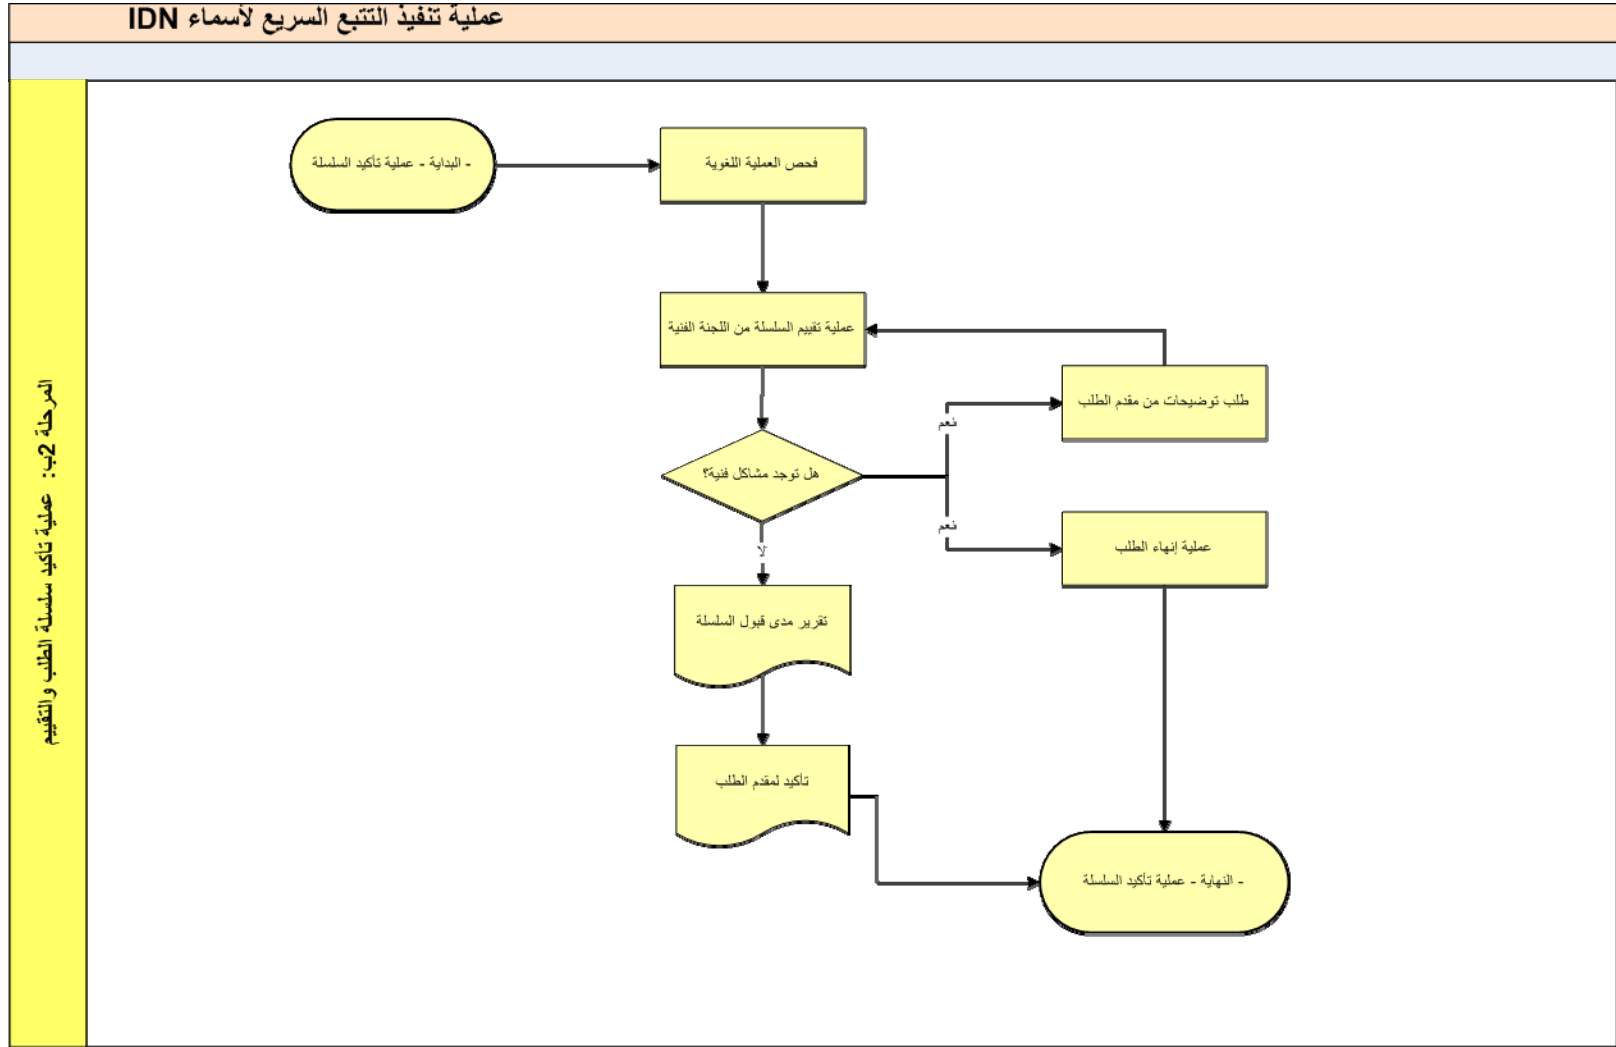 عملية تنفيذ التتبع السريع لأسماء IDN
المرحلة 2ب: عملية تأكيد سلسلة الطلب والتقييم
- البداية - عملية تأكيد السلسلة
فحص العملية اللغوية
عملية تقييم السلسلة من اللجنة الفنية
طلب توضيحات من مقدم الطلب
نعم
هل توجد مشاكل فنية؟
نعم
عملية إنهاء الطلب
لا
تقرير مدى قبول السلسلة
تأكيد لمقدم الطلب
- النهاية - عملية تأكيد السلسلة